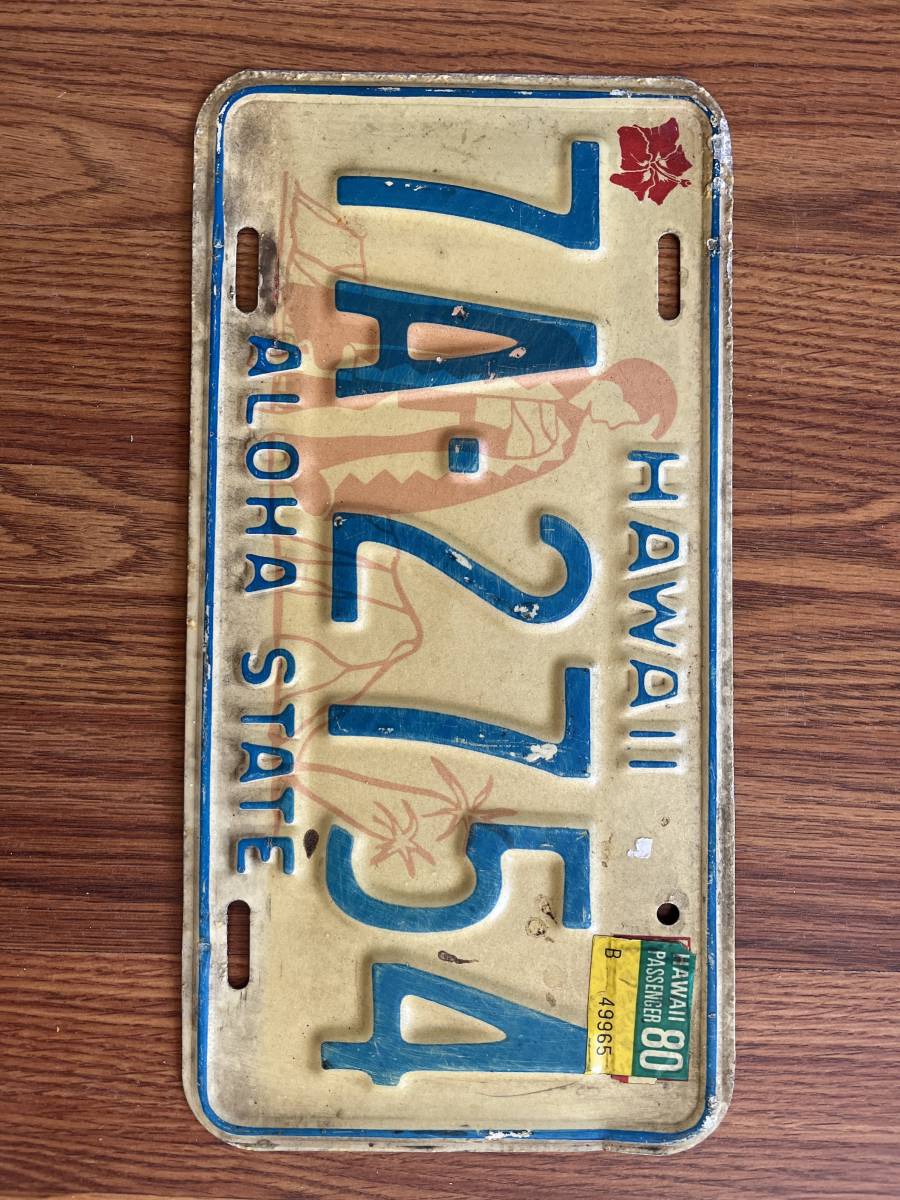 HAWAII
HAWAII 80
PASSENGER
B 49965
7A·2754
ALOHA STATE